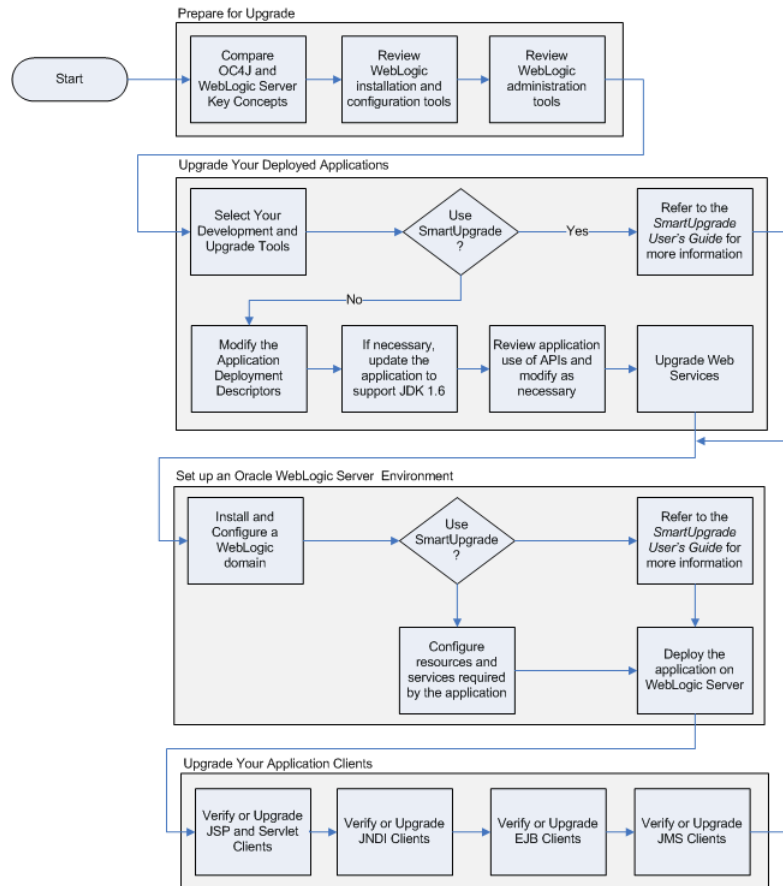 Prepare for Upgrade
Start
Compare
OC4J and
WebLogic Server
Key Concepts
Review
WebLogic
installation and
configuration tools
Review
WebLogic
administration
tools
Upgrade Your Deployed Applications
Select Your
Development and
Upgrade Tools
Use
SmartUpgrade
?
Yes
Refer to the
SmartUpgrade
User's Guide for
more information
No
Modify the
Application
Deployment
Descriptors
If necessary,
update the
application to
support JDK 1.6
Review application
use of APIs and
modify as
necessary
Upgrade Web
Services
Set up an Oracle WebLogic Server Environment
Install and
Configure a
WebLogic
domain
Use
SmartUpgrade
?
Refer to the
SmartUpgrade
User's Guide for
more information
Configure
resources and
services required
by the application
Deploy the
application on
WebLogic Server
Upgrade Your Application Clients
Verify or Upgrade
JSP and Servlet
Clients
Verify or Upgrade
JNDI Clients
Verify or Upgrade
EJB Clients
Verify or Upgrade
JMS Clients